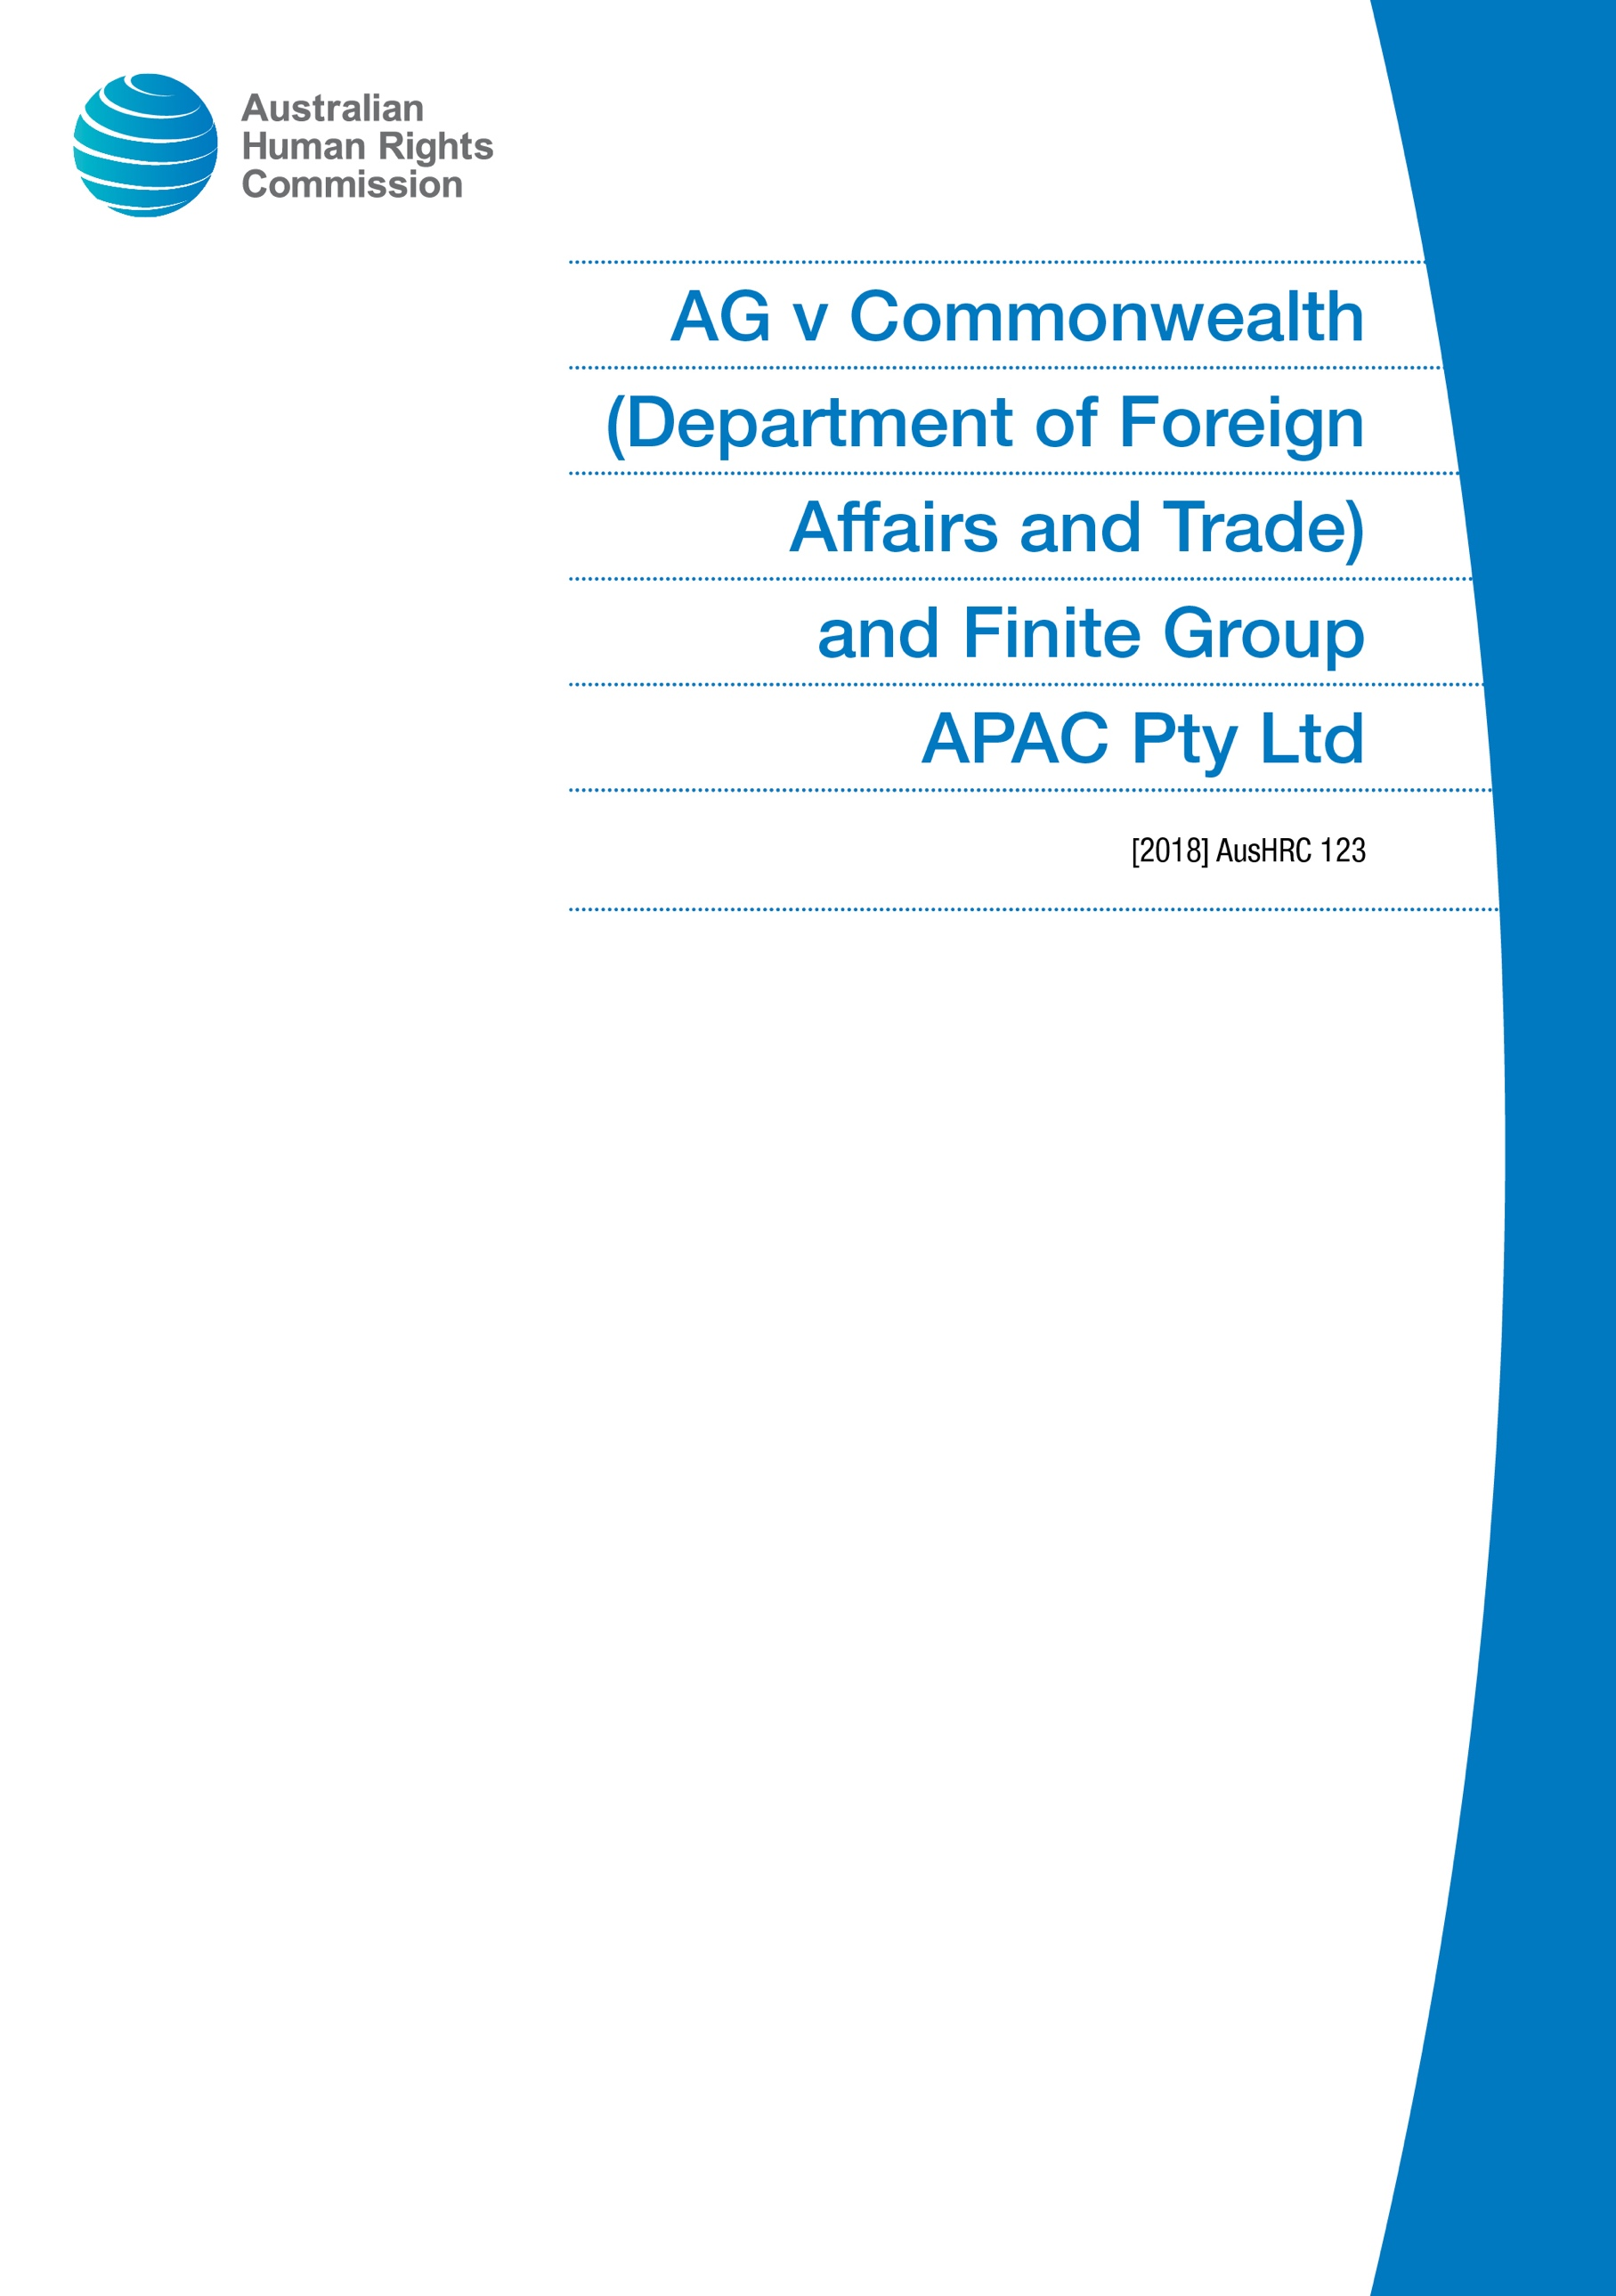 Australian
Human Rights
Commission
AG v Commonwealth
(Department of Foreign
Affairs and Trade)
and Finite Group
APAC Pty Ltd
[2018] AusHRC 123